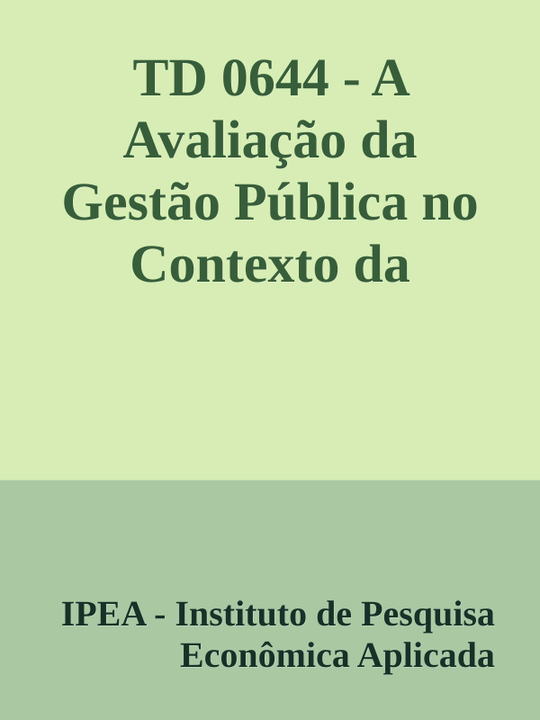 TD 0644 - A
Avaliação da
Gestão Pública no
Contexto da
IPEA - Instituto de Pesquisa
Econômica Aplicada